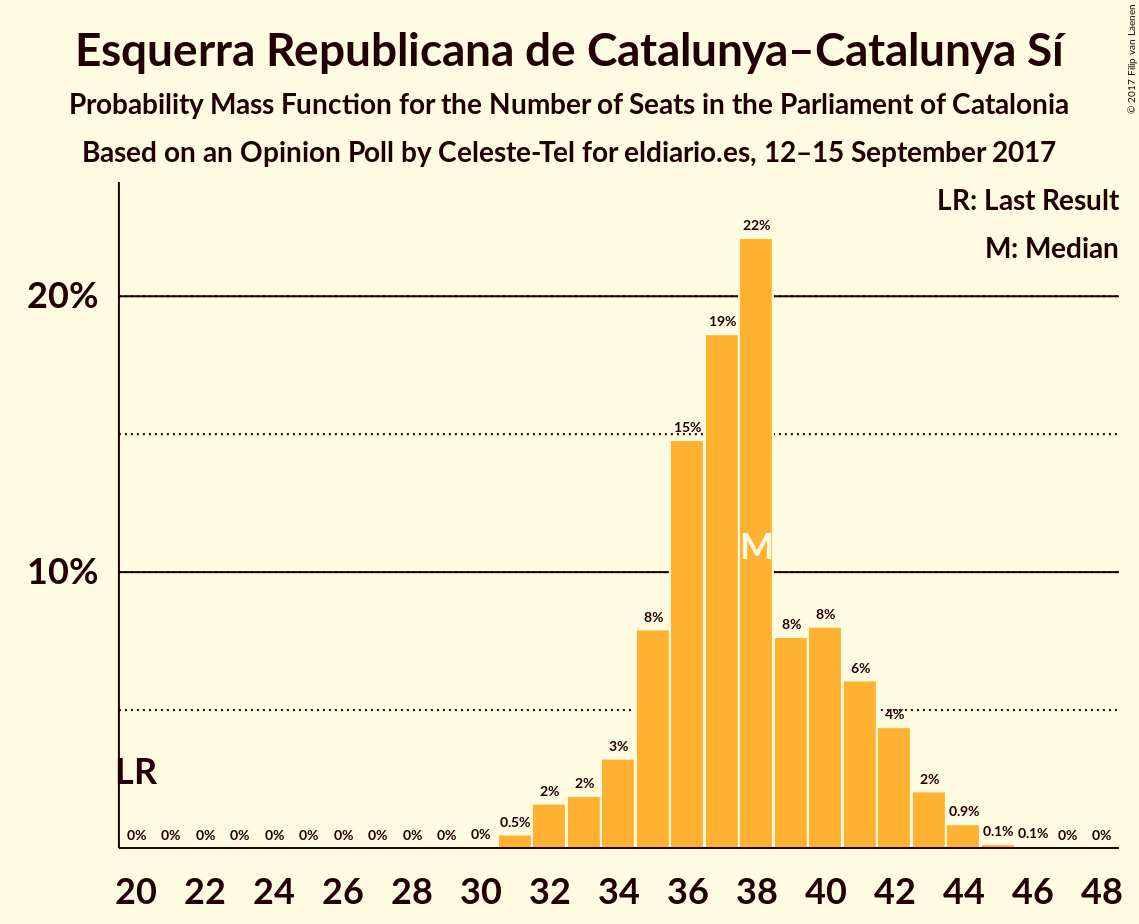 Esquerra Republicana de Catalunya–Catalunya Sí
Probability Mass Function for the Number of Seats in the Parliament of Catalonia
Based on an Opinion Poll by Celeste-Tel for eldiario.es, 12–15 September 2017
© 2017 Filip van Laenen
LR: Last Result
M: Median
20%
10%
22%
19%
15%
M
8%
8%
8%
6%
4%
3%
2%
2%
2%
LR
0% 0% 0% 0% 0% 0% 0% 0% 0% 0% 0% 0.5% 0.9% 0.1% 0.1% 0% 0%
20 22 24 26 28 30 32 34 36 38 40 42 44 46 48